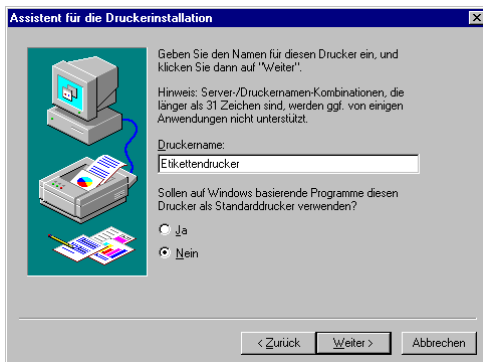 Assistent für die Druckerinstallation
Geben Sie den Namen für diesen Drucker ein, und
klicken Sie dann auf "Weiter".
Hinweis: Server-/Druckernamen-Kombinationen, die
länger als 31 Zeichen sind, werden ggf. von einigen
Anwendungen nicht unterstützt.
Druckername:
Etikettendrucker
Sollen auf Windows basierende Programme diesen
Drucker als Standarddrucker verwenden?
Ja
Nein
< Zurück Weiter > Abbrechen